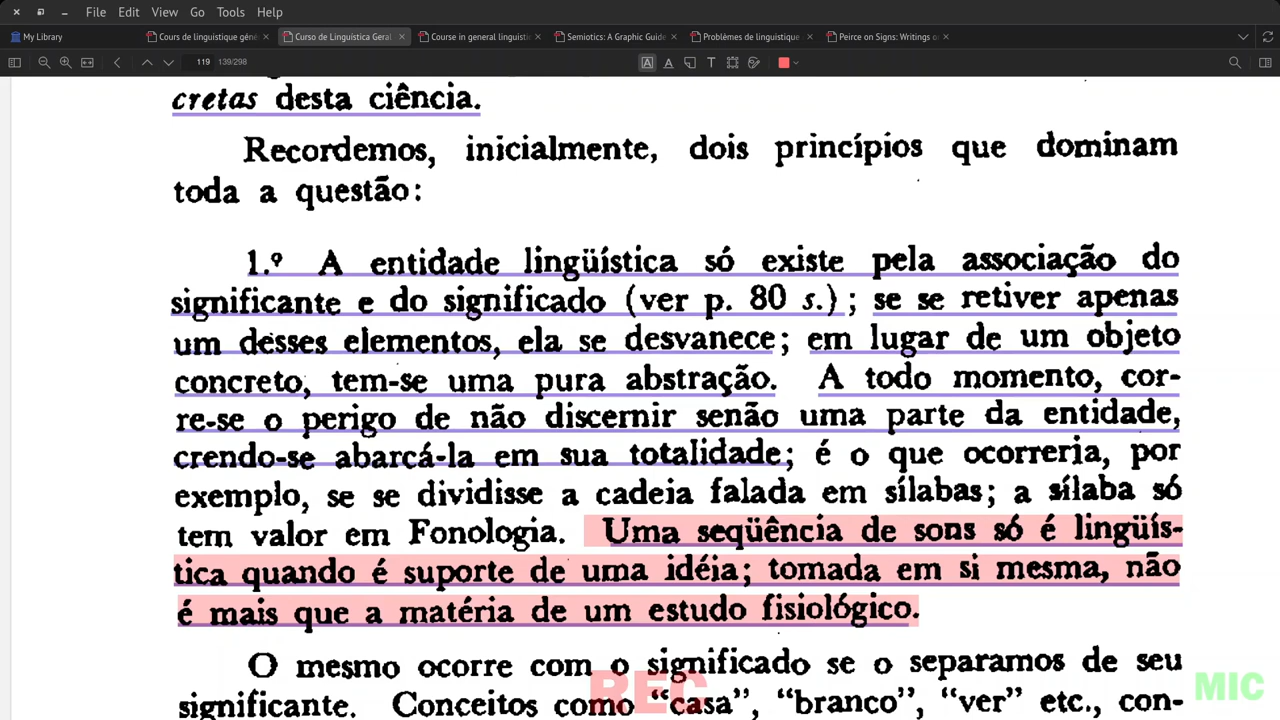 File Edit View Go Tools Help
My Library Cours de linguistique géné Curso de Linguística Geral Course in general linguisti Semiotics: A Graphic Guide Problèmes de linguistique Peirce on Signs: Writings o
119 139/298
cretas desta ciência.
Recordemos, inicialmente, dois princípios que dominam
toda a questão:
1.º A entidade lingüística só existe pela associação do
significante e do significado (ver p. 80 s.) ; se se retiver apenas
um desses elementos, ela se desvanece; em lugar de um objeto
concreto, tem-se uma pura abstração. A todo momento, cor-
re-se o perigo de não discernir senão uma parte da entidade,
crendo-se abarcá-la em sua totalidade; é o que ocorreria, por
exemplo, se se dividisse a cadeia falada em sílabas; a sílaba só
tem valor em Fonologia. Uma seqüência de sons só é lingüís-
tica quando é suporte de uma idéia; tomada em si mesma, não
é mais que a matéria de um estudo fisiológico.
O mesmo ocorre com o significado se o separamos de seu
significante. Conceitos como "casa", "branco", "ver" etc., con-
REC
MIC